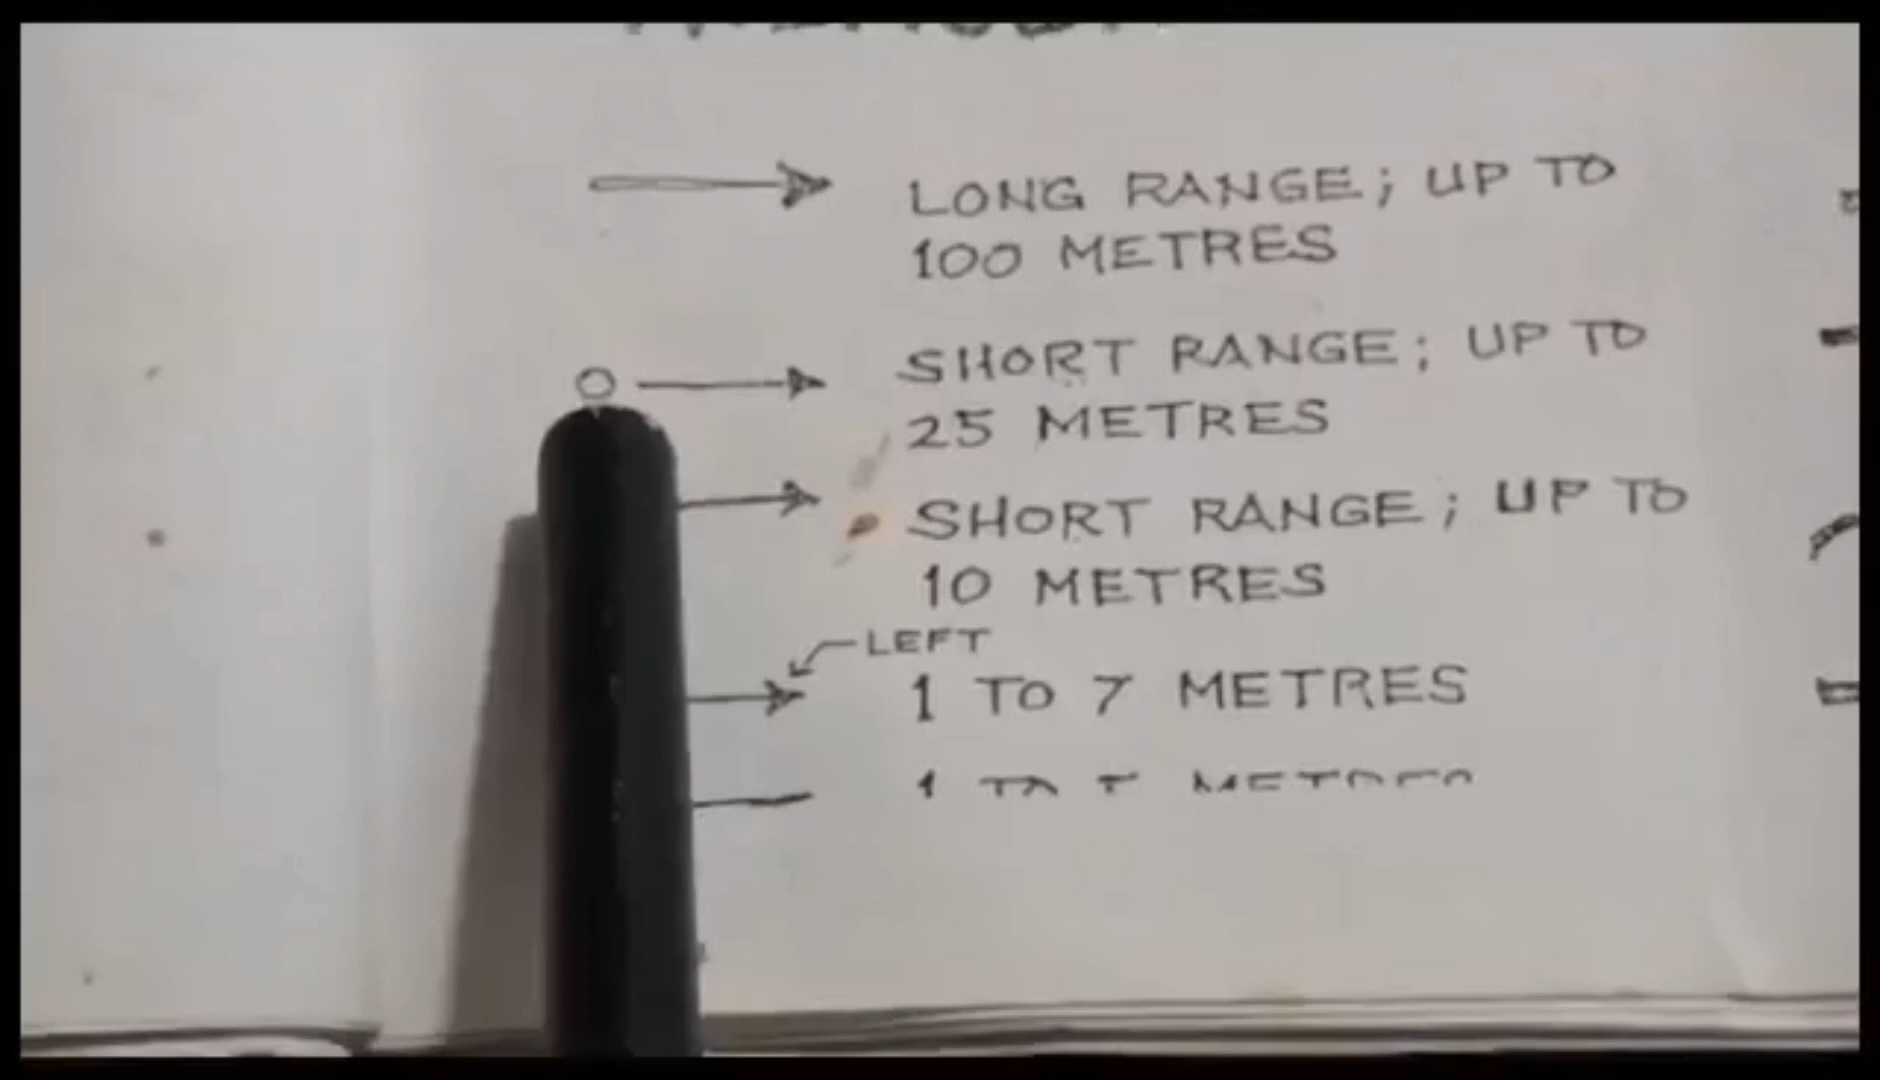 LONG RANGE; UP TO
100 METRES
SHORT RANGE; UP TO
25 METRES
SHORT RANGE; UP TO
10 METRES
LEFT
1 TO 7 METRES